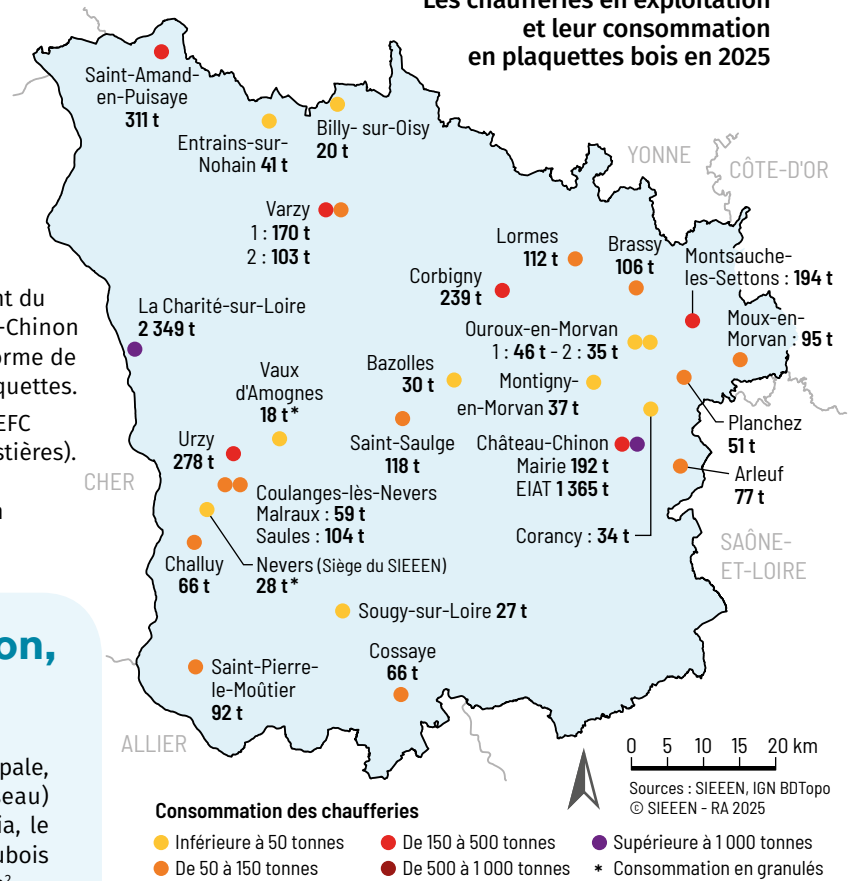 Les chaufferies en exploitation
et leur consommation
en plaquettes bois en 2025
Saint-Amand-
en-Puisaye
311 t
Entrains-sur-
Nohain 41 t
Billy- sur-Oisy
20 t
YONNE
CÔTE-D'OR
Varzy
1 : 170 t
2 : 103 t
Lormes
112 t
Brassy
106 t
Montsauche-
les-Settons : 194 t
Corbigny
239 t
La Charité-sur-Loire
2 349 t
Ouroux-en-Morvan
1 : 46 t - 2 : 35 t
Moux-en-
Morvan : 95 t
Vaux
d'Amognes
18 t*
Bazolles
30 t
Montigny-
en-Morvan 37 t
Planchez
51 t
Urzy
278 t
Saint-Saulge
118 t
Château-Chinon
Mairie 192 t
EIAT 1 365 t
Arleuf
77 t
CHER
Coulanges-lès-Nevers
Malraux : 59 t
Saules : 104 t
Corancy : 34 t
SAÔNE-
ET-LOIRE
Challuy
66 t
Nevers (Siège du SIEEEN)
28 t*
Sougy-sur-Loire 27 t
Saint-Pierre-
le-Moûtier
92 t
Cossaye
66 t
ALLIER
0 5 10 15 20 km
Sources : SIEEEN, IGN BDTopo
© SIEEEN - RA 2025
Consommation des chaufferies
Inférieure à 50 tonnes
De 50 à 150 tonnes
De 150 à 500 tonnes
De 500 à 1 000 tonnes
Supérieure à 1 000 tonnes
* Consommation en granulés
nt du
-Chinon
orme de
quettes.
EFC
stières).
on,
pale,
seau)
ia, le
ubois